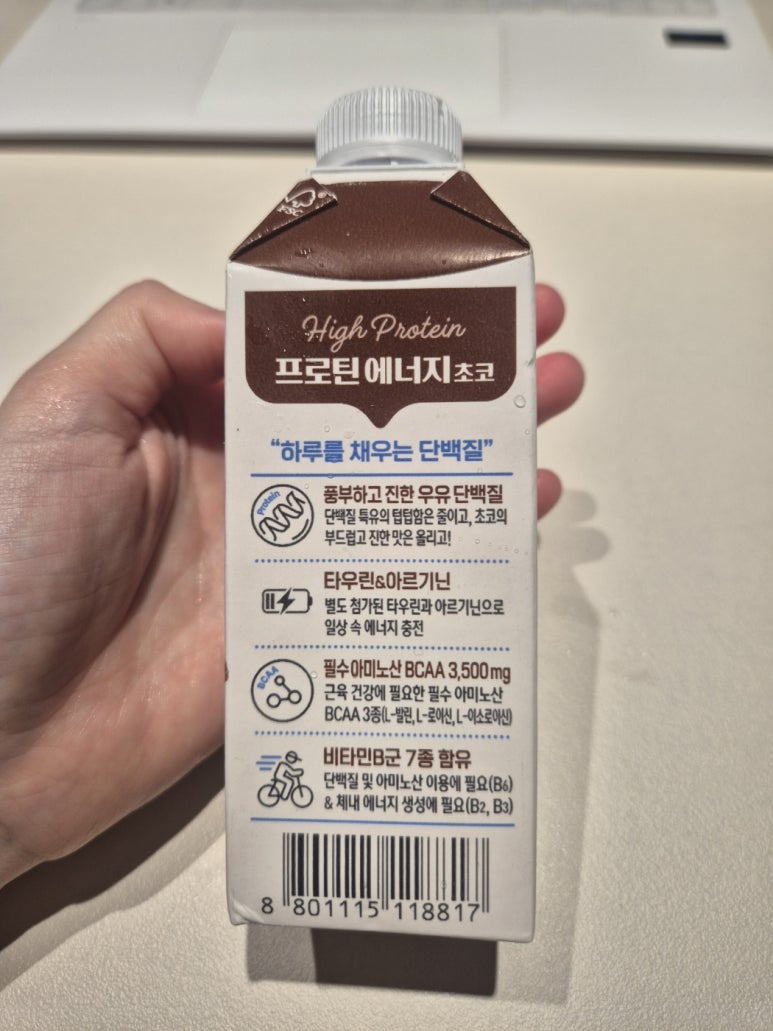 FSC®
High Protein
프로틴 에너지 초코
“하루를 채우는 단백질”
Protein
풍부하고 진한 우유 단백질
단백질 특유의 텁텁함은 줄이고, 초코의
부드럽고 진한 맛은 올리고!
타우린&아르기닌
별도 첨가된 타우린과 아르기닌으로
일상 속 에너지 충전
BCAA
필수아미노산 BCAA 3,500mg
근육 건강에 필요한 필수 아미노산
BCAA 3종(L-발린, L-로이신, L-이소로이신)
비타민B군 7종 함유
단백질 및 아미노산 이용에 필요(B6)
& 체내 에너지 생성에 필요(B2, B3)
8 801115 118817